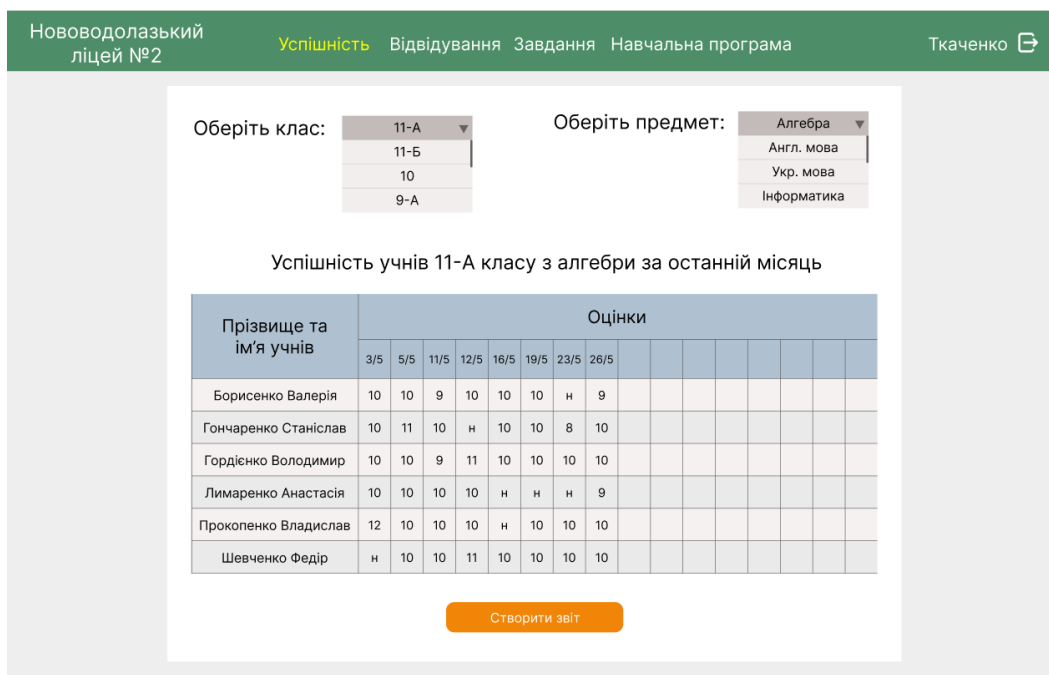 Нововодолазький
ліцей №2
Успішність Відвідування Завдання Навчальна програма
Ткаченко
Оберіть клас:
11-А
11-Б
10
9-А
Оберіть предмет:
Алгебра
Англ. мова
Укр. мова
Інформатика
Успішність учнів 11-А класу з алгебри за останній місяць
Прізвище та
ім’я учнів
Оцінки
3/5 5/5 11/5 12/5 16/5 19/5 23/5 26/5
Борисенко Валерія 10 10 9 10 10 10 н 9
Гончаренко Станіслав 10 11 10 н 10 10 8 10
Гордієнко Володимир 10 10 9 11 10 10 10 10
Лимаренко Анастасія 10 10 10 10 н н н 9
Прокопенко Владислав 12 10 10 10 н 10 10 10
Шевченко Федір н 10 10 11 10 10 10 10
Створити звіт